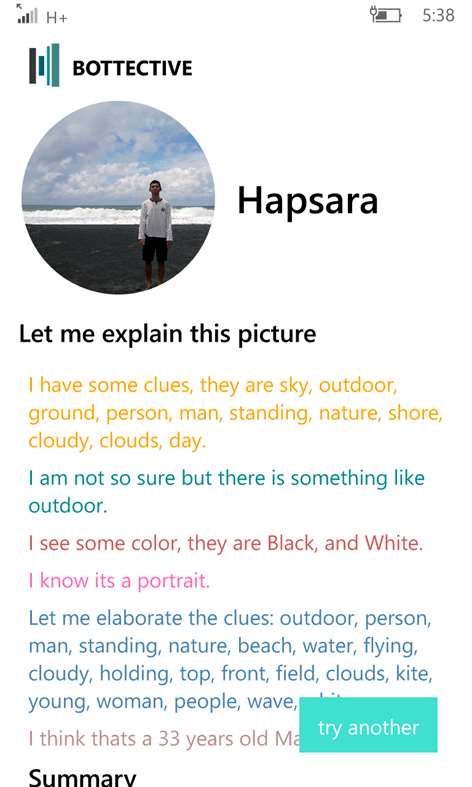 H+ 5:38
BOTTECTIVE
Hapsara
Let me explain this picture
I have some clues, they are sky, outdoor,
ground, person, man, standing, nature, shore,
cloudy, clouds, day.
I am not so sure but there is something like
outdoor.
I see some color, they are Black, and White.
I know its a portrait.
Let me elaborate the clues: outdoor, person,
man, standing, nature, beach, water, flying,
cloudy, holding, top, front, field, clouds, kite,
young, woman, people, wave,
try another
I think thats a 33 years old
Summary